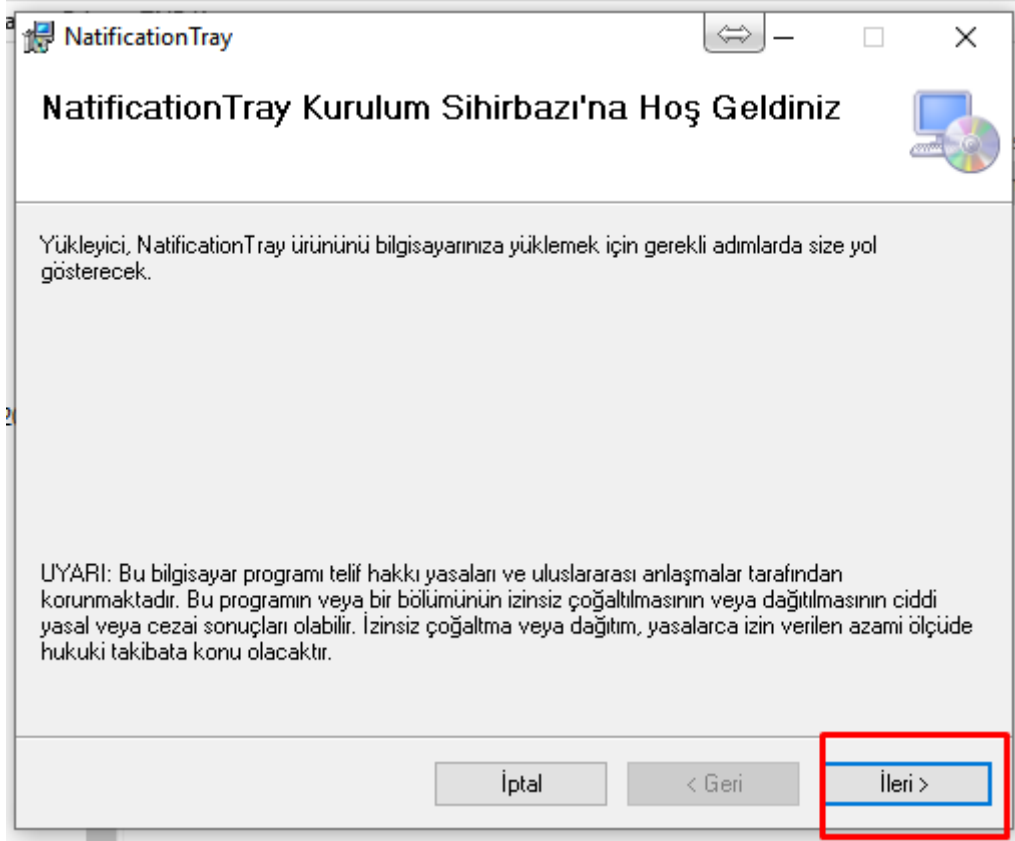 NatificationTray
NatificationTray Kurulum Sihirbazı'na Hoş Geldiniz
Yükleyici, NatificationTray ürününü bilgisayarınıza yüklemek için gerekli adımlarda size yol
gösterecek.
UYARI: Bu bilgisayar programı telif hakkı yasaları ve uluslararası anlaşmalar tarafından
korunmaktadır. Bu programın veya bir bölümünün izinsiz çoğaltılmasının veya dağıtılmasının ciddi
yasal veya cezai sonuçları olabilir. İzinsiz çoğaltma veya dağıtım, yasalarca izin verilen azami ölçüde
hukuki takibata konu olacaktır.
İptal
< Geri
İleri >